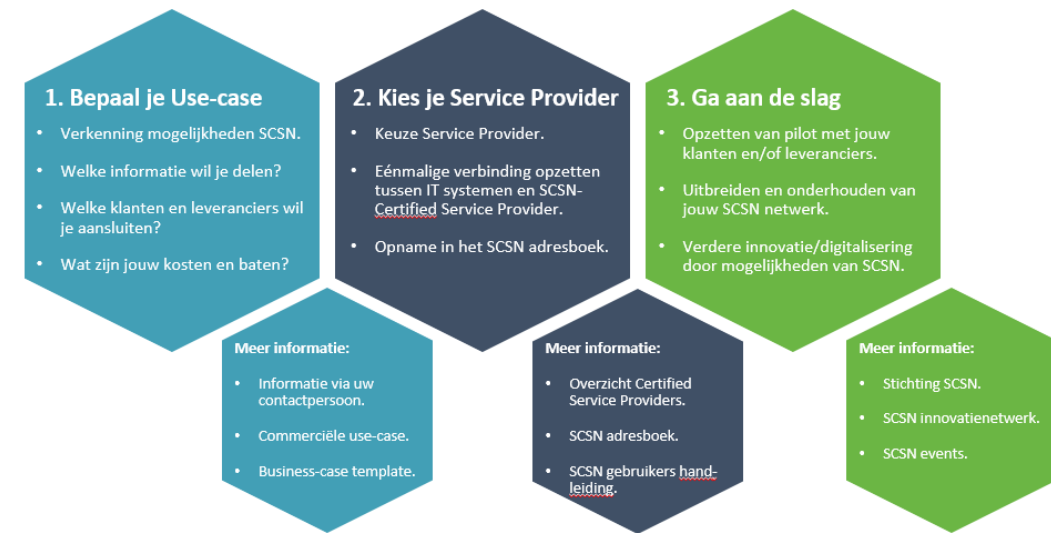 1. Bepaal je Use-case
• Verkenning mogelijkheden SCSN.
• Welke informatie wil je delen?
• Welke klanten en leveranciers wil
je aansluiten?
• Wat zijn jouw kosten en baten?
2. Kies je Service Provider
• Keuze Service Provider.
• Eénmalige verbinding opzetten
tussen IT systemen en SCSN-
Certified Service Provider.
• Opname in het SCSN adresboek.
3. Ga aan de slag
• Opzetten van pilot met jouw
klanten en/of leveranciers.
• Uitbreiden en onderhouden van
jouw SCSN netwerk.
• Verdere innovatie/digitalisering
door mogelijkheden van SCSN.
Meer informatie:
• Informatie via uw
contactpersoon.
• Commerciële use-case.
• Business-case template.
Meer informatie:
• Overzicht Certified
Service Providers.
• SCSN adresboek.
• SCSN gebruikers hand-
leiding.
Meer informatie:
• Stichting SCSN.
• SCSN innovatienetwerk.
• SCSN events.